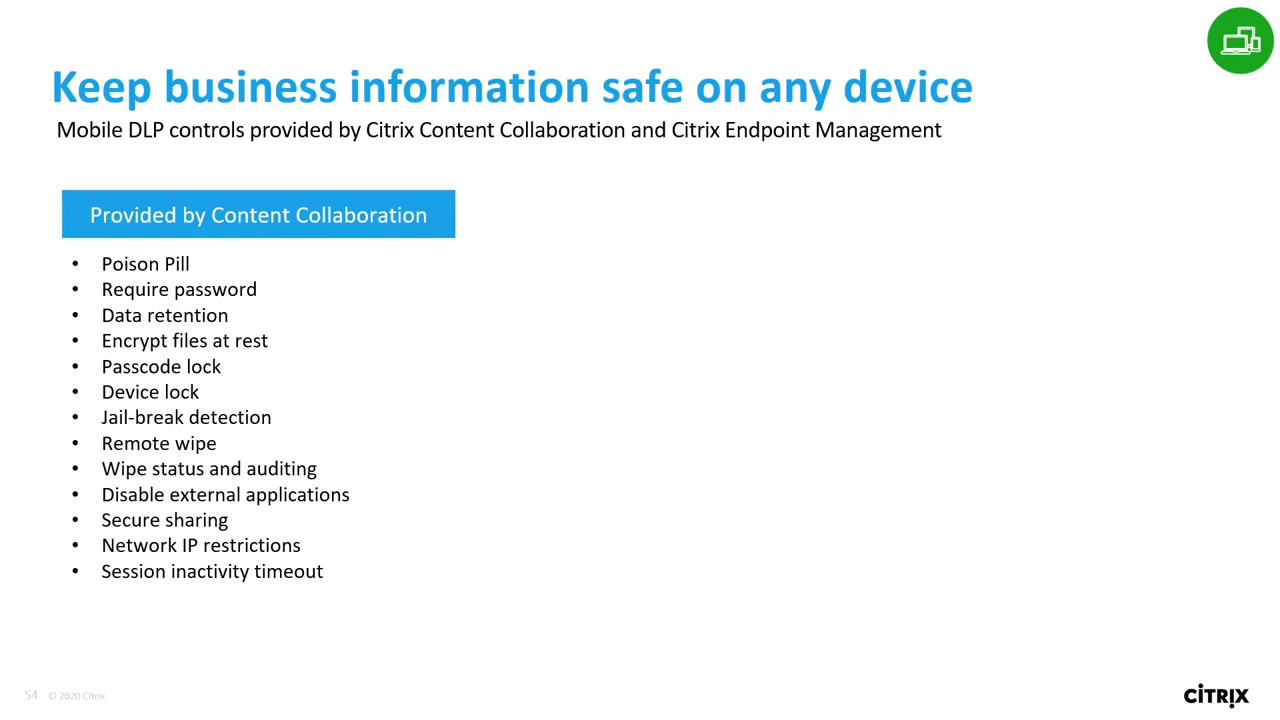 Keep business information safe on any device
Mobile DLP controls provided by Citrix Content Collaboration and Citrix Endpoint Management
Provided by Content Collaboration
• Poison Pill
• Require password
• Data retention
• Encrypt files at rest
• Passcode lock
• Device lock
• Jail-break detection
• Remote wipe
• Wipe status and auditing
• Disable external applications
• Secure sharing
• Network IP restrictions
• Session inactivity timeout
54 © 2020 Citrix
CITRIX